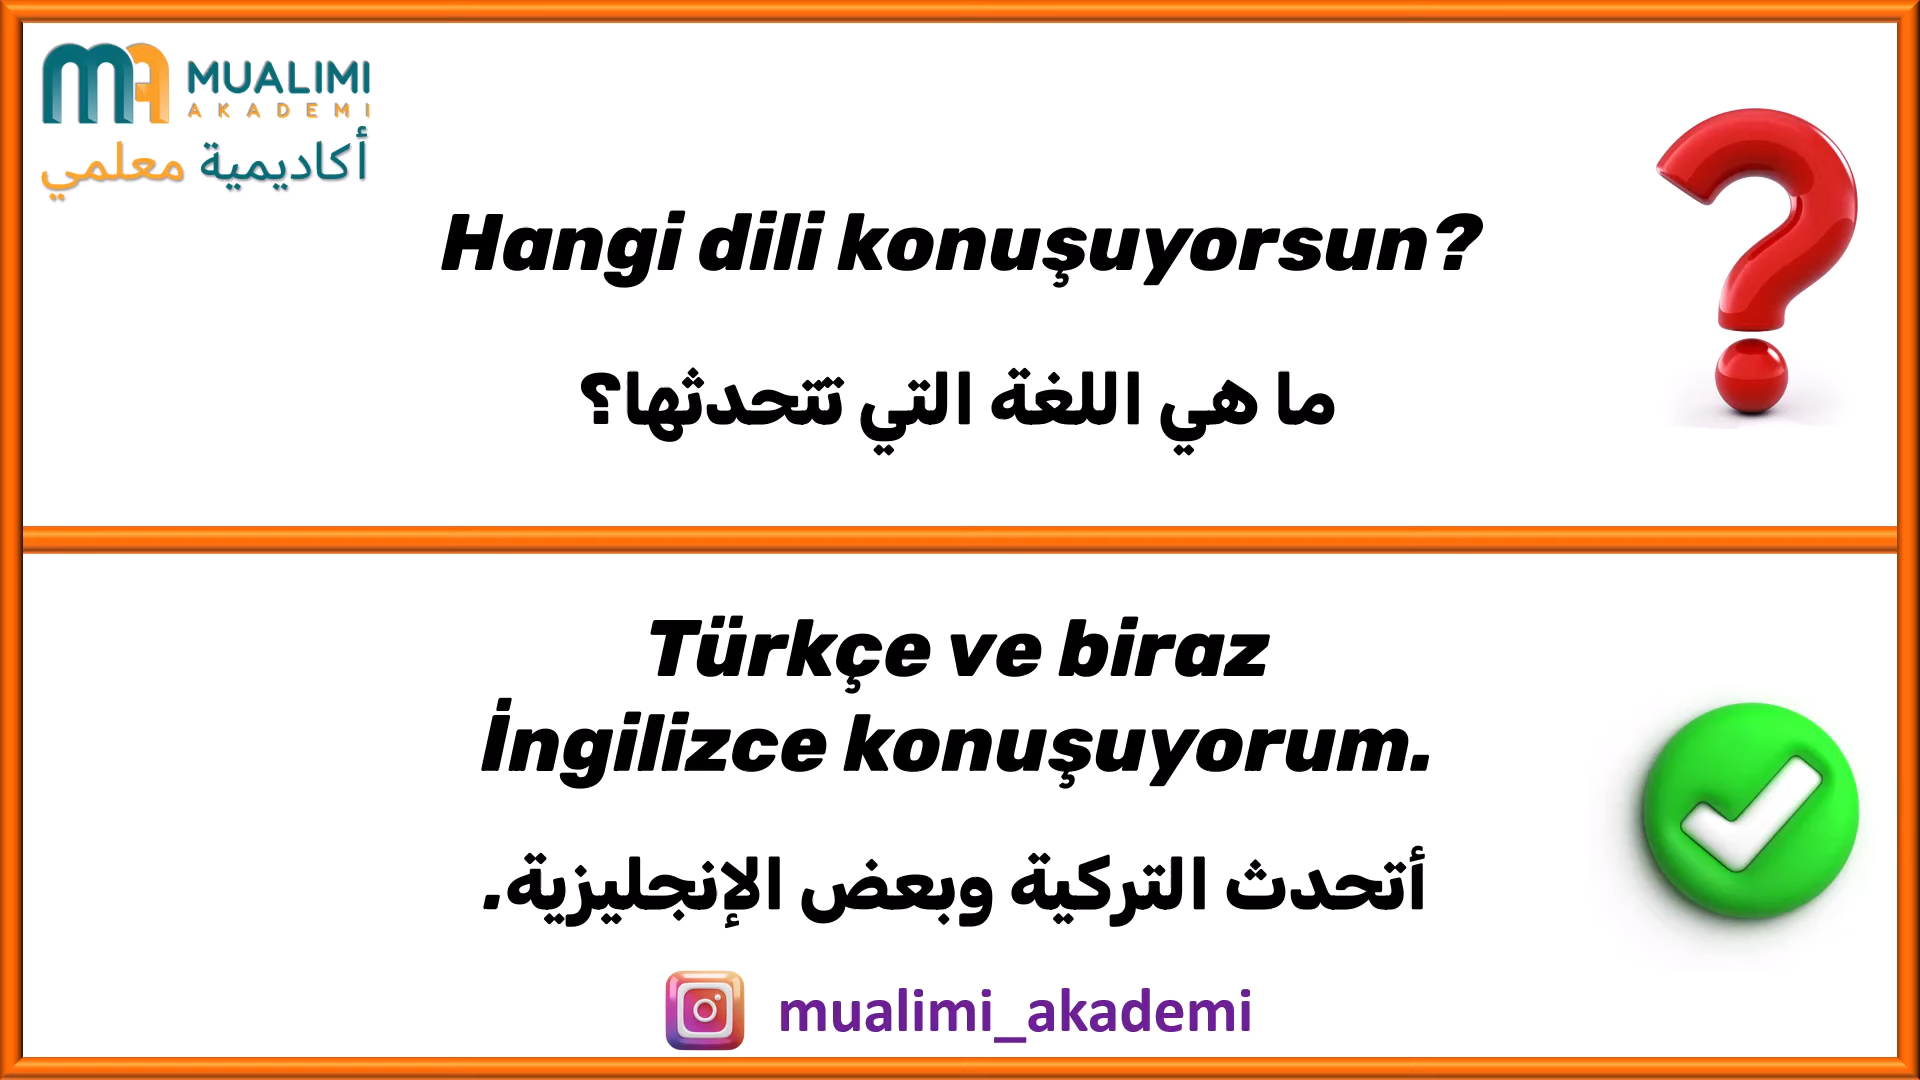 MUALIMI
AKADEMI
أكاديمية معلمي
Hangi dili konuşuyorsun?
ما هي اللغة التي تتحدثها؟
Türkçe ve biraz
İngilizce konuşuyorum.
أتحدث التركية وبعض الإنجليزية.
mualimi_akademi